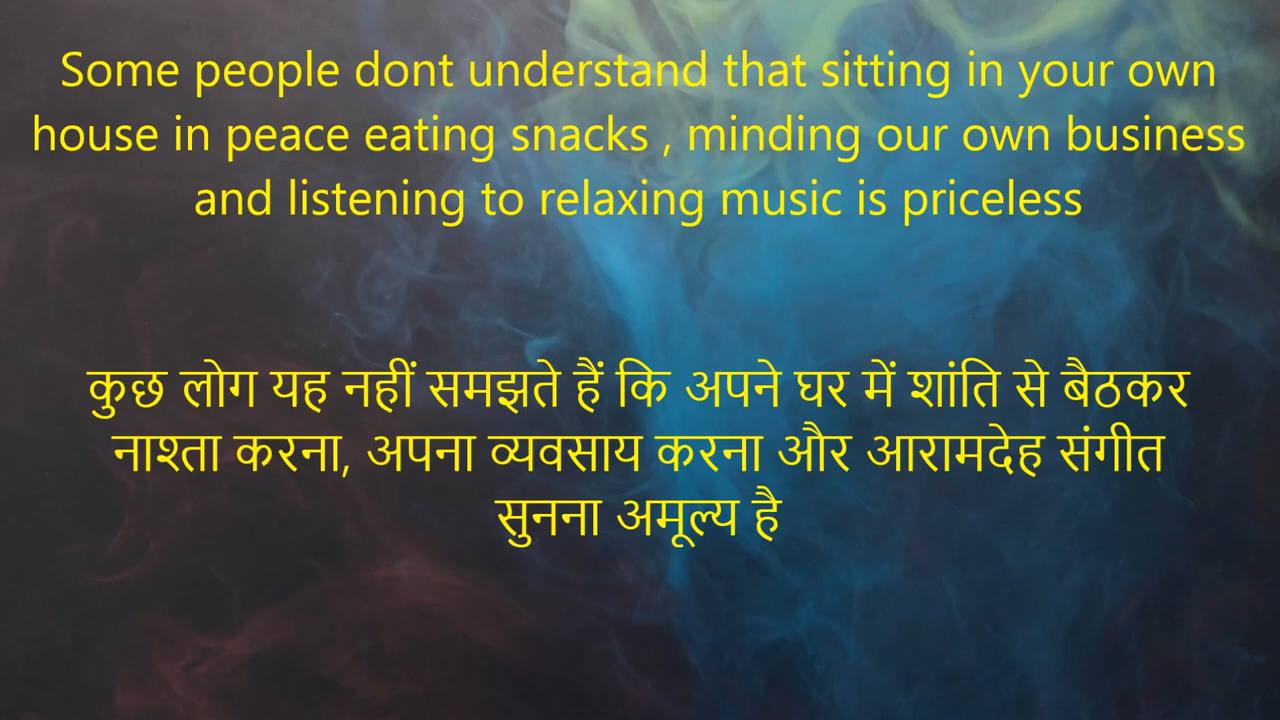 Some people dont understand that sitting in your own
house in peace eating snacks , minding our own business
and listening to relaxing music is priceless
कुछ लोग यह नहीं समझते हैं कि अपने घर में शांति से बैठकर
नाश्ता करना, अपना व्यवसाय करना और आरामदेह संगीत
सुनना अमूल्य है